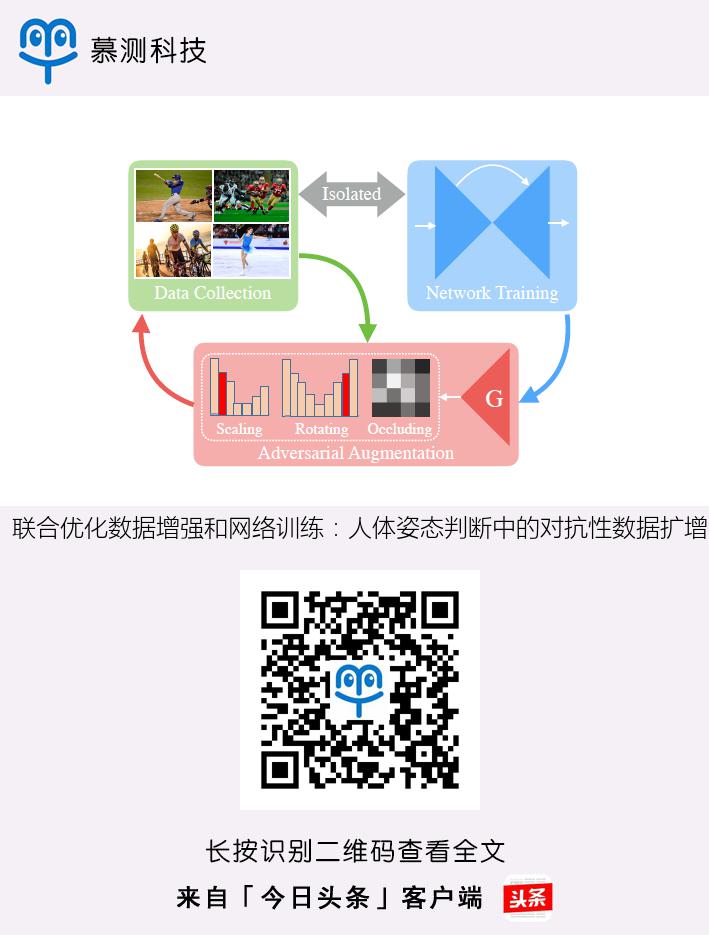 慕测科技
Isolated
Data Collection
Network Training
G
Scaling Rotating Occluding
Adversarial Augmentation
联合优化数据增强和网络训练：人体姿态判断中的对抗性数据扩增
长按识别二维码查看全文
来自「今日头条」客户端 头条